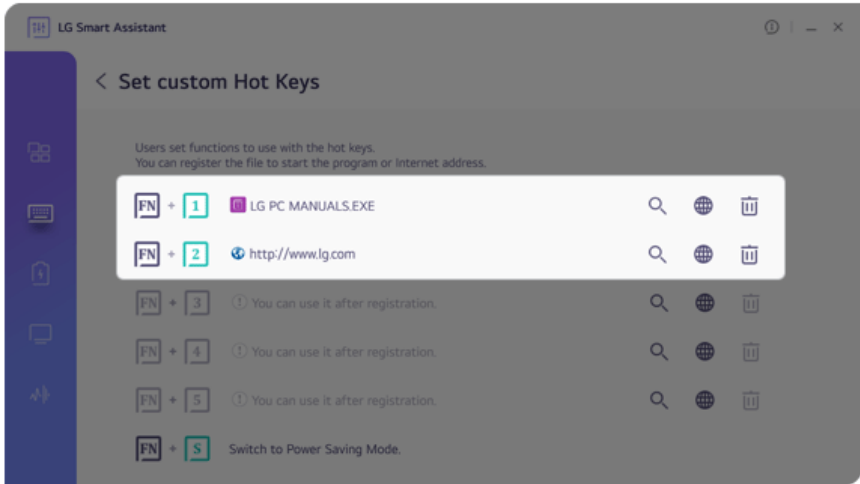 LG Smart Assistant
Set custom Hot Keys
Users set functions to use with the hot keys.
You can register the file to start the program or Internet address.
FN + 1 LG PC MANUALS.EXE
FN + 2 http://www.lg.com
FN + 3 You can use it after registration.
FN + 4 You can use it after registration.
FN + 5 You can use it after registration.
FN + S Switch to Power Saving Mode.